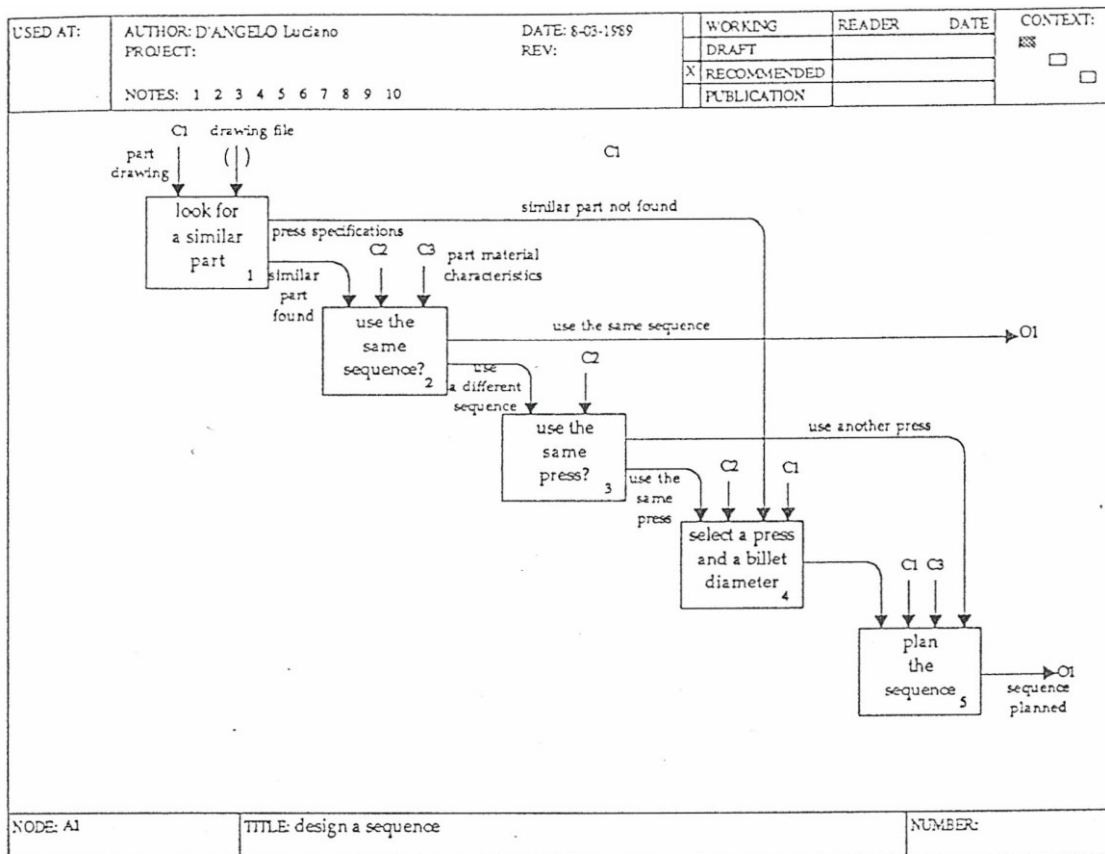 USED AT:
AUTHOR: D'ANGELO Luciano
DATE: 8-03-1989
PROJECT:
REV:
NOTES: 1 2 3 4 5 6 7 8 9 10
WORKING
DRAFT
X RECOMMENDED
PUBLICATION
READER DATE
CONTEXT:
C1 drawing file
part
drawing
( )
C1
look for
a similar
part
1
similar part not found
press specifications
similar
part
found
C2
C3
part material
characteristics
use the
same
sequence?
2
use the same sequence
O1
use
a different
sequence
C2
use the
same
press?
3
use another press
use the
same
press
C2
C1
select a press
and a billet
diameter
4
C1 C3
plan
the
sequence
5
O1
sequence
planned
NODE: A1
TITLE: design a sequence
NUMBER: